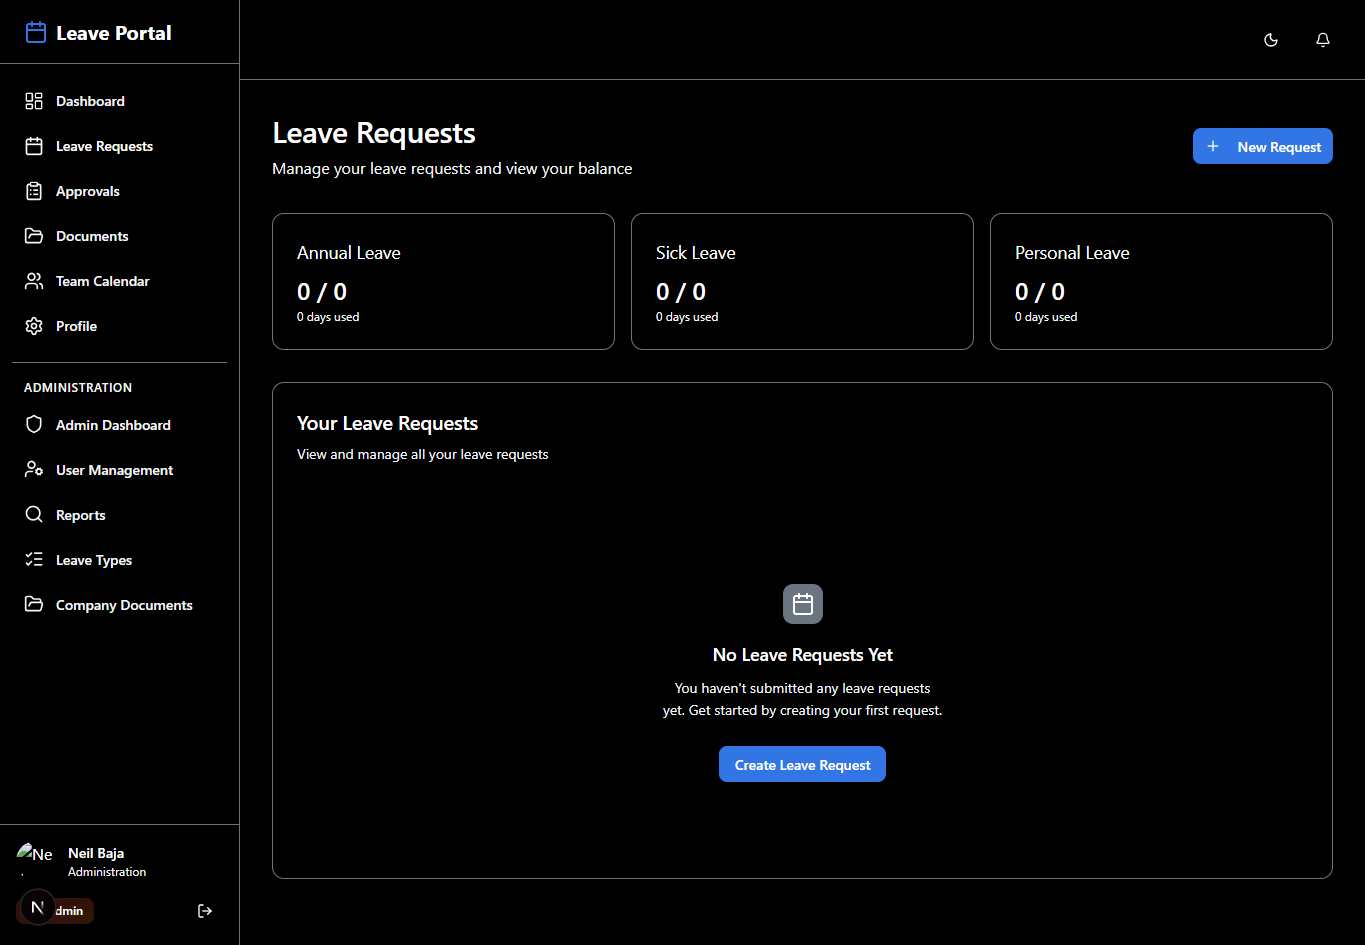 Leave Portal
Dashboard
Leave Requests
Approvals
Documents
Team Calendar
Profile
ADMINISTRATION
Admin Dashboard
User Management
Reports
Leave Types
Company Documents
Ne
Neil Baja
Administration
N
dmin
Leave Requests
Manage your leave requests and view your balance
New Request
Annual Leave
0 / 0
0 days used
Sick Leave
0 / 0
0 days used
Personal Leave
0 / 0
0 days used
Your Leave Requests
View and manage all your leave requests
No Leave Requests Yet
You haven't submitted any leave requests
yet. Get started by creating your first request.
Create Leave Request